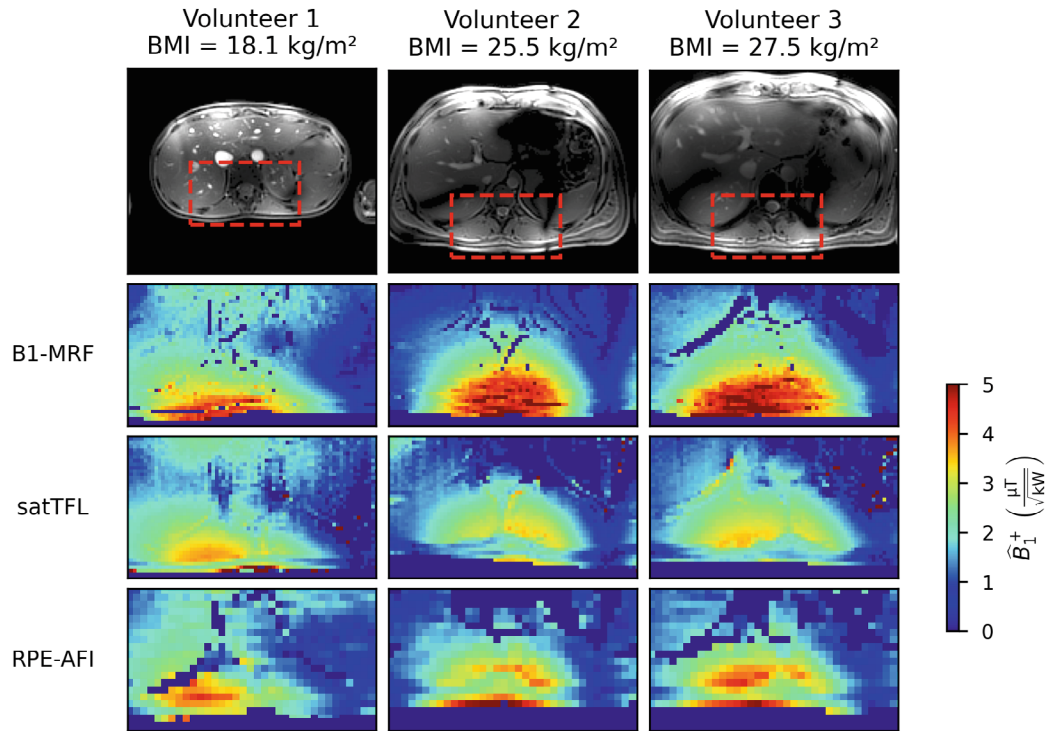 Volunteer 1
BMI = 18.1 kg/m²
Volunteer 2
BMI = 25.5 kg/m²
Volunteer 3
BMI = 27.5 kg/m²
B1-MRF
satTFL
RPE-AFI
5
4
3
2
1
0
B̂₁⁺ (μT/√kW)